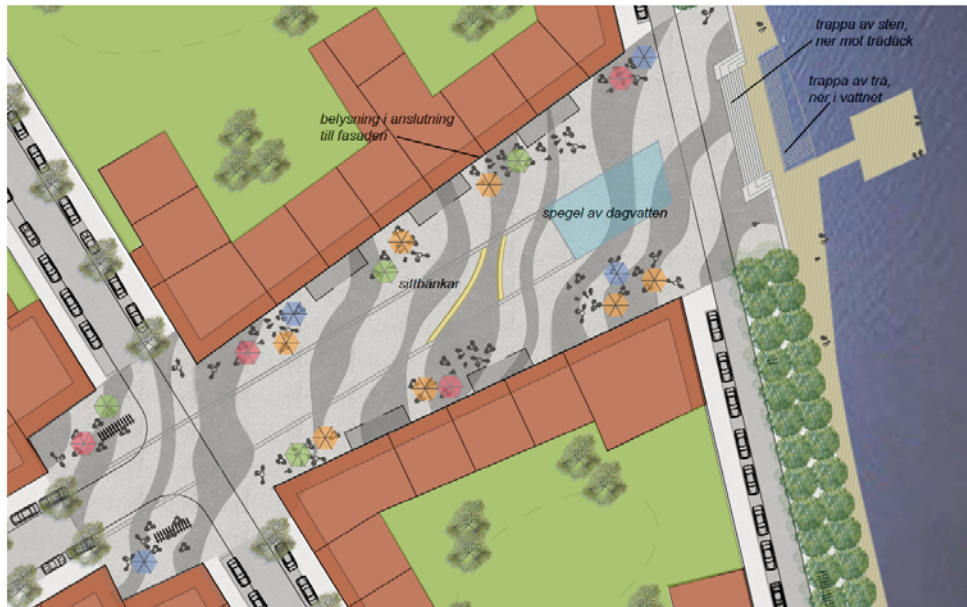 trappa av sten,
ner mot trädäck
trappa av trä,
ner i vattnet
belysning i anslutning
till fasaden
spegel av dagvatten
sittbänkar